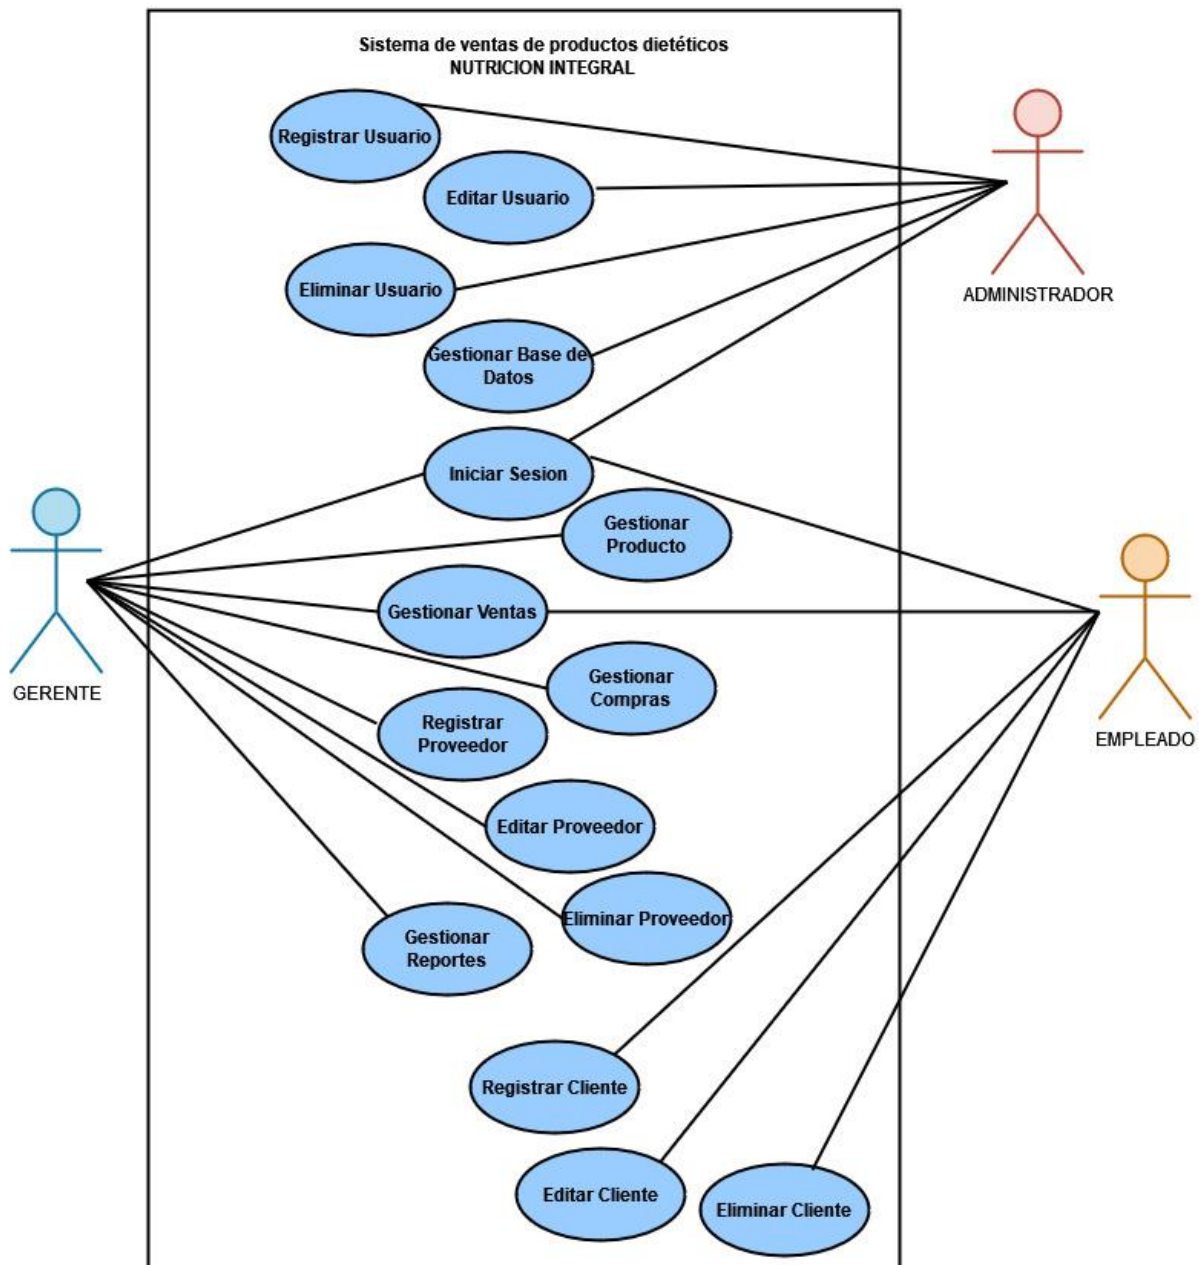 Sistema de ventas de productos dietéticos
NUTRICION INTEGRAL
Registrar Usuario
Editar Usuario
Eliminar Usuario
ADMINISTRADOR
Gestionar Base de
Datos
Iniciar Sesion
Gestionar
Producto
Gestionar Ventas
GERENTE
Gestionar
Compras
Registrar
Proveedor
EMPLEADO
Editar Proveedor
Eliminar Proveedor
Gestionar
Reportes
Registrar Cliente
Editar Cliente
Eliminar Cliente